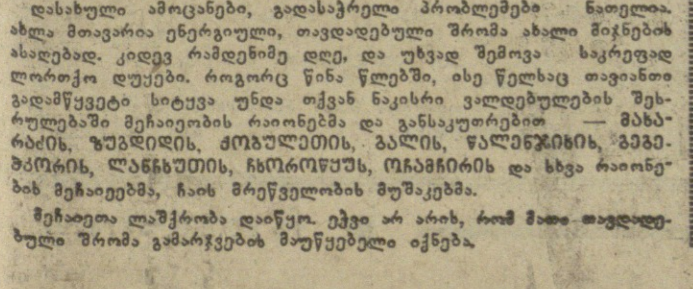 დასახული ამოცანები, გადასაჭრელი პრობლემები ნათელია.
ახლა მთავარია ენერგიული, თავდადებული შრომა ახალი მიჯნების
ასაღებად. კიდევ რამდენიმე დღე, და უხვად შემოვა საკრეფად
ლორთქო დუყები. როგორც წინა წლებში, ისე წელსაც თავიანთი
გადამწყვეტი სიტყვა უნდა თქვან ნაკისრი ვალდებულების შეს-
რულებაში მეჩაიეობის რაიონებმა და განსაკუთრებით — მახა-
რაძის, ზუგდიდის, ქობულეთის, გალის, წალენჯიხის, გეგე-
ჭკორის, ლანჩხუთის, ჩხოროწყუს, ოჩამჩირის და სხვა რაიონე-
ბის მეჩაიეებმა, ჩაის მრეწველობის მუშაკებმა.
მეჩაიეთა ლაშქრობა დაიწყო. ეჭვი არ არის, რომ მათი თავდადე-
ბული შრომა გამარჯვების მაუწყებელი იქნება.